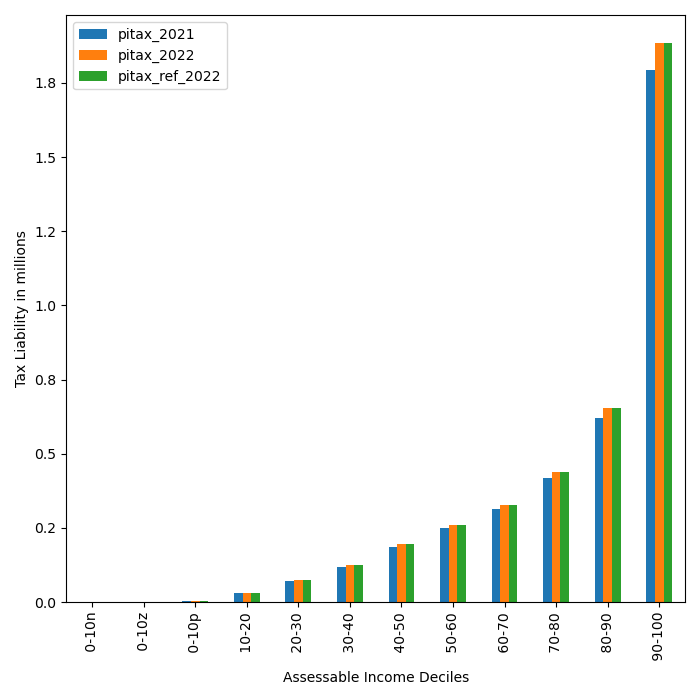 pitax_2021
pitax_2022
pitax_ref_2022
1.8
1.5
1.2
1.0
0.8
0.5
0.2
0.0
Tax Liability in millions
0-10n
0-10z
0-10p
10-20
20-30
30-40
40-50
50-60
60-70
70-80
80-90
90-100
Assessable Income Deciles